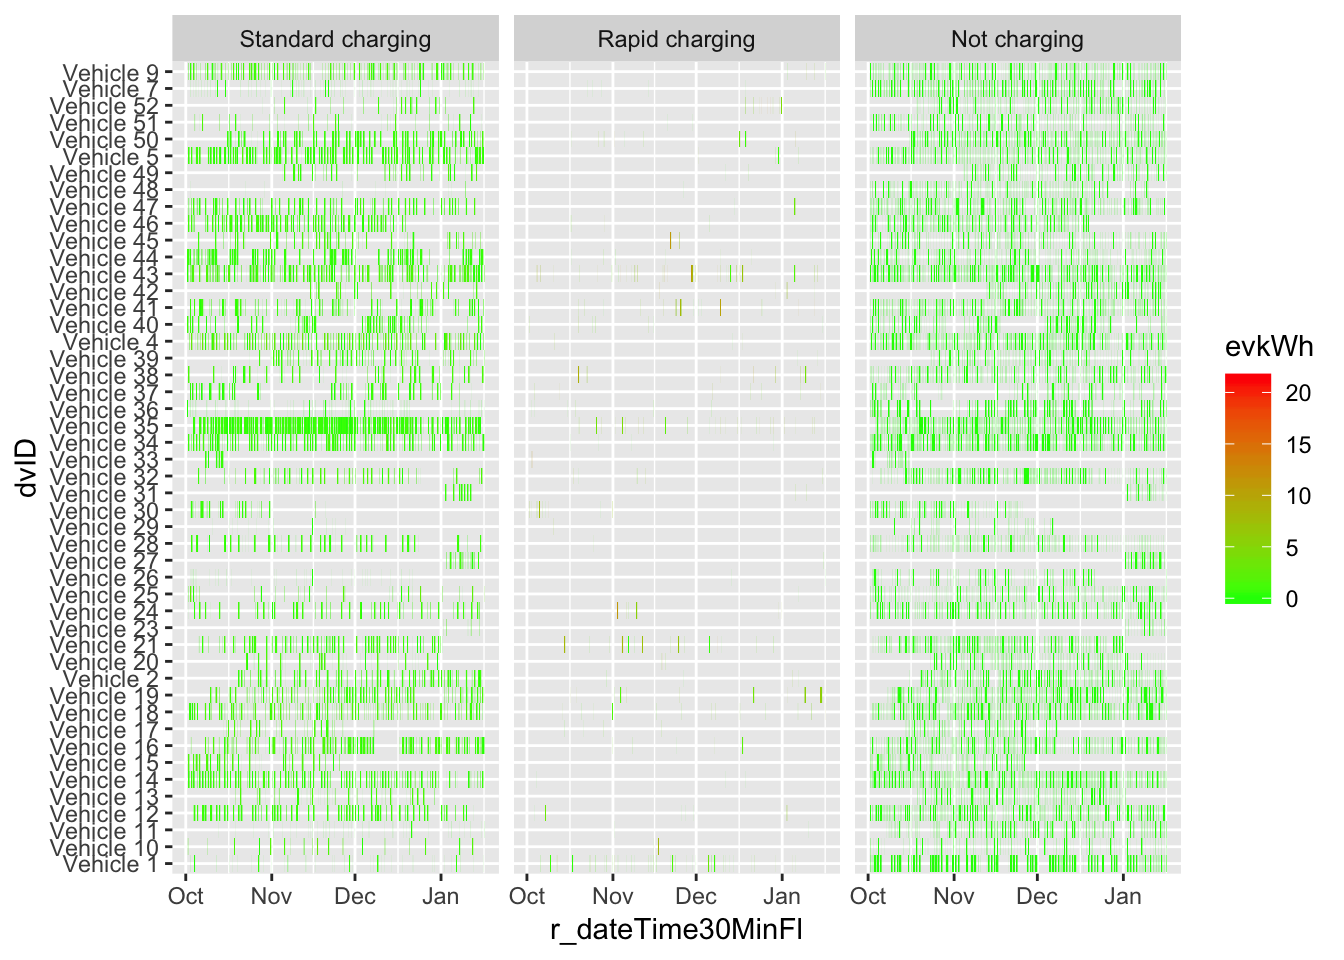 Standard charging
Rapid charging
Not charging
Vehicle 9
Vehicle 7
Vehicle 52
Vehicle 51
Vehicle 50
Vehicle 5
Vehicle 49
Vehicle 48
Vehicle 47
Vehicle 46
Vehicle 45
Vehicle 44
Vehicle 43
Vehicle 42
Vehicle 41
Vehicle 40
Vehicle 4
Vehicle 39
Vehicle 38
Vehicle 37
Vehicle 36
Vehicle 35
Vehicle 34
Vehicle 33
Vehicle 32
Vehicle 31
Vehicle 30
Vehicle 29
Vehicle 28
Vehicle 27
Vehicle 26
Vehicle 25
Vehicle 24
Vehicle 23
Vehicle 21
Vehicle 20
Vehicle 2
Vehicle 19
Vehicle 18
Vehicle 17
Vehicle 16
Vehicle 15
Vehicle 14
Vehicle 13
Vehicle 12
Vehicle 11
Vehicle 10
Vehicle 1
dvID
Oct Nov Dec Jan
Oct Nov Dec Jan
Oct Nov Dec Jan
r_dateTime30MinFl
evkWh
20
15
10
5
0